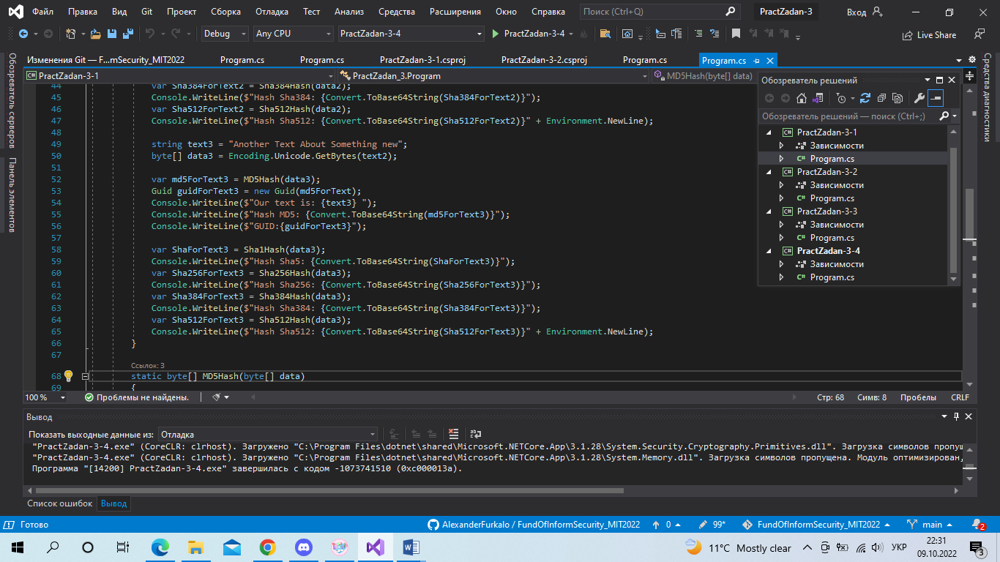 Файл Правка Вид Git Проект Сборка Отладка Тест Анализ Средства Расширения Окно Справка Поиск (Ctrl+Q) PractZadan-3 Вход
Debug Any CPU PractZadan-3-4 PractZadan-3-4 Live Share
Изменения Git — F...mSecurity_MIT2022 Program.cs Program.cs PractZadan-3-1.csproj PractZadan-3-2.csproj Program.cs Program.cs
PractZadan-3-1 PractZadan_3.Program MD5Hash(byte[] data)
Обозреватель серверов
Панель элементов
44 var Sha384ForText2 = Sha384Hash(data2);
45 Console.WriteLine($"Hash Sha384: {Convert.ToBase64String(Sha384ForText2)}");
46 var Sha512ForText2 = Sha512Hash(data2);
47 Console.WriteLine($"Hash Sha512: {Convert.ToBase64String(Sha512ForText2)}" + Environment.NewLine);
48
49 string text3 = "Another Text About Something new";
50 byte[] data3 = Encoding.Unicode.GetBytes(text2);
51
52 var md5ForText3 = MD5Hash(data3);
53 Guid guidForText3 = new Guid(md5ForText);
54 Console.WriteLine($"Our text is: {text3} ");
55 Console.WriteLine($"Hash MD5: {Convert.ToBase64String(md5ForText3)}");
56 Console.WriteLine($"GUID:{guidForText3}");
57
58 var ShaForText3 = Sha1Hash(data3);
59 Console.WriteLine($"Hash Sha5: {Convert.ToBase64String(ShaForText3)}");
60 var Sha256ForText3 = Sha256Hash(data3);
61 Console.WriteLine($"Hash Sha256: {Convert.ToBase64String(Sha256ForText3)}");
62 var Sha384ForText3 = Sha384Hash(data3);
63 Console.WriteLine($"Hash Sha384: {Convert.ToBase64String(Sha384ForText3)}");
64 var Sha512ForText3 = Sha512Hash(data3);
65 Console.WriteLine($"Hash Sha512: {Convert.ToBase64String(Sha512ForText3)}" + Environment.NewLine);
66 }
67
Ссылок: 3
68 static byte[] MD5Hash(byte[] data)
69 {
Обозреватель решений
Обозреватель решений — поиск (Ctrl+;)
C# PractZadan-3-1
Зависимости
C# Program.cs
C# PractZadan-3-2
Зависимости
C# Program.cs
C# PractZadan-3-3
Зависимости
C# Program.cs
C# PractZadan-3-4
Зависимости
C# Program.cs
Средства диагностики
100 % Проблемы не найдены. Стр: 68 Симв: 8 Пробелы CRLF
Вывод
Показать выходные данные из: Отладка
"PractZadan-3-4.exe" (CoreCLR: clrhost). Загружено "C:\Program Files\dotnet\shared\Microsoft.NETCore.App\3.1.28\System.Security.Cryptography.Primitives.dll". Загрузка символов пропущ
"PractZadan-3-4.exe" (CoreCLR: clrhost). Загружено "C:\Program Files\dotnet\shared\Microsoft.NETCore.App\3.1.28\System.Memory.dll". Загрузка символов пропущена. Модуль оптимизирован,
Программа "[14200] PractZadan-3-4.exe" завершилась с кодом -1073741510 (0xc000013a).
Список ошибок Вывод
Готово AlexanderFurkalo / FundOfInformSecurity_MIT2022 0 99* FundOfInformSecurity_MIT2022 main 2
11°C Mostly clear УКР 22:31
09.10.2022 3